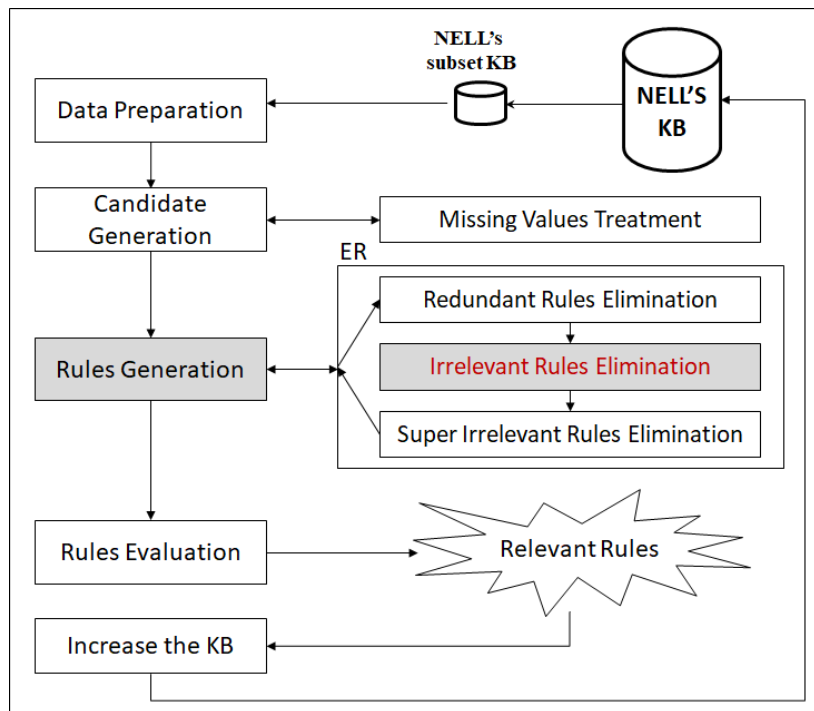 NELL's
subset KB
NELL'S
KB
Data Preparation
Candidate
Generation
Missing Values Treatment
ER
Redundant Rules Elimination
Rules Generation
Irrelevant Rules Elimination
Super Irrelevant Rules Elimination
Rules Evaluation
Relevant Rules
Increase the KB